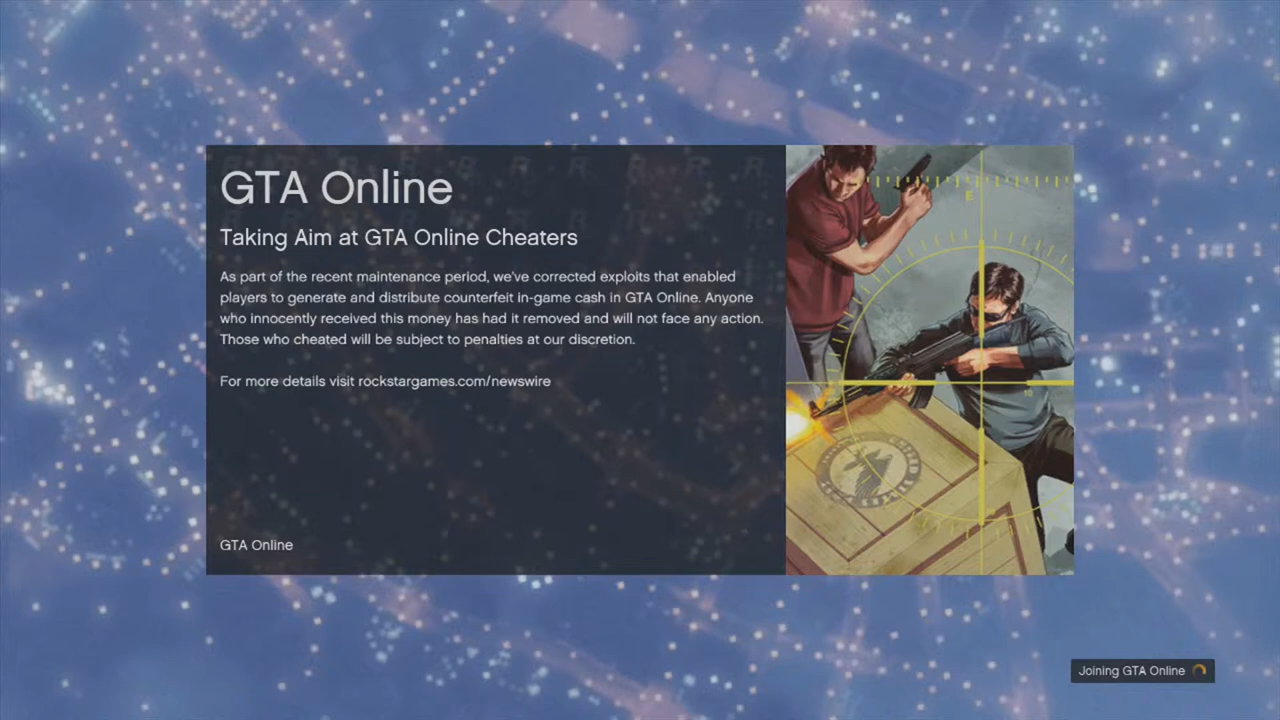 GTA Online
Taking Aim at GTA Online Cheaters
As part of the recent maintenance period, we've corrected exploits that enabled
players to generate and distribute counterfeit in-game cash in GTA Online. Anyone
who innocently received this money has had it removed and will not face any action.
Those who cheated will be subject to penalties at our discretion.
For more details visit rockstargames.com/newswire
GTA Online
E
10
Joining GTA Online